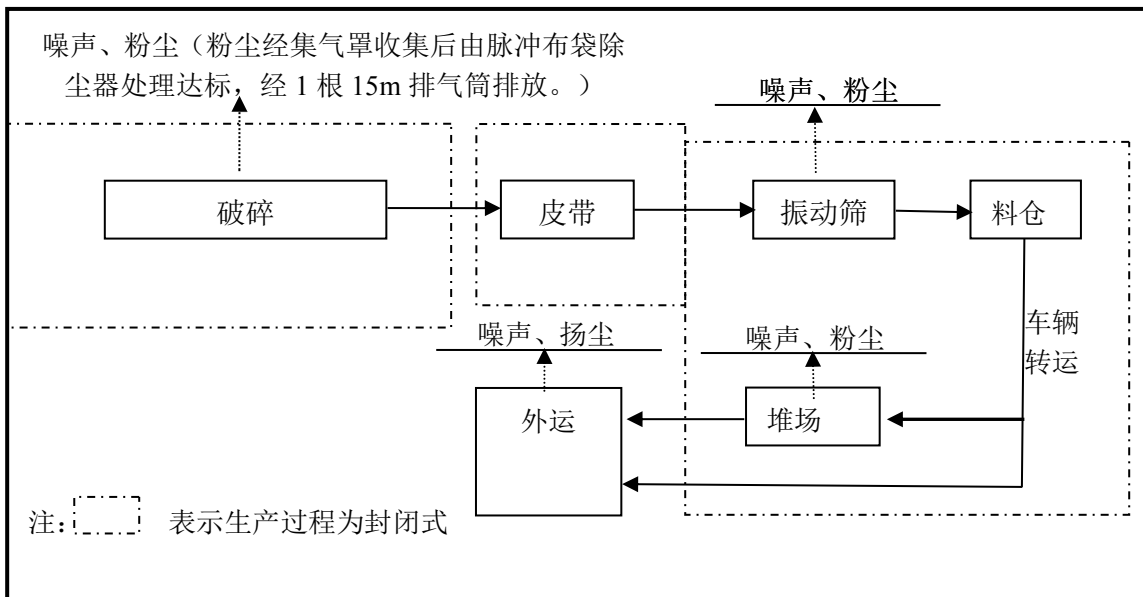 噪声、粉尘（粉尘经集气罩收集后由脉冲布袋除
尘器处理达标，经 1 根 15m 排气筒排放。）
噪声、粉尘
破碎
皮带
振动筛
料仓
噪声、扬尘
噪声、粉尘
车辆
转运
外运
堆场
注：
表示生产过程为封闭式